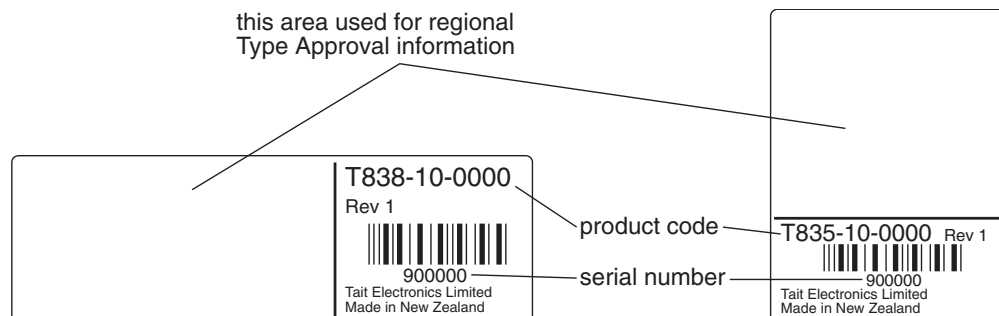 this area used for regional
Type Approval information
T838-10-0000
Rev 1
900000
Tait Electronics Limited
Made in New Zealand
product code
serial number
T835-10-0000 Rev 1
900000
Tait Electronics Limited
Made in New Zealand